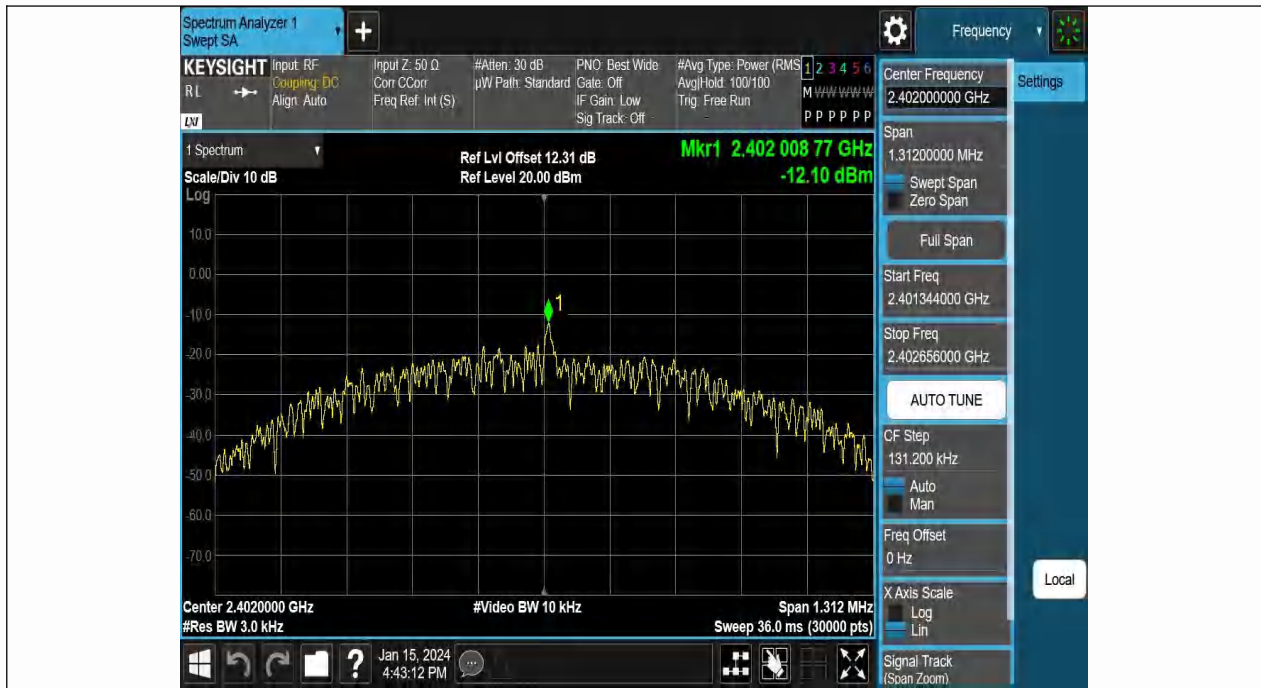 Spectrum Analyzer 1
Swept SA
+
Frequency
KEYSIGHT
RL
LXI
Input: RF
Coupling: DC
Align: Auto
Input Z: 50 Ω
Corr CCorr
Freq Ref: Int (S)
#Atten: 30 dB
µW Path: Standard
PNO: Best Wide
Gate: Off
IF Gain: Low
Sig Track: Off
#Avg Type: Power (RMS
Avg|Hold: 100/100
Trig: Free Run
1 2 3 4 5 6
M W W W W W
P P P P P P
1 Spectrum
Scale/Div 10 dB
Log
Ref Lvl Offset 12.31 dB
Ref Level 20.00 dBm
Mkr1 2.402 008 77 GHz
-12.10 dBm
10.0
0.00
-10.0
-20.0
-30.0
-40.0
-50.0
-60.0
-70.0
1
Center 2.4020000 GHz
#Res BW 3.0 kHz
#Video BW 10 kHz
Span 1.312 MHz
Sweep 36.0 ms (30000 pts)
?
Jan 15, 2024
4:43:12 PM
Center Frequency
2.402000000 GHz
Settings
Span
1.31200000 MHz
Swept Span
Zero Span
Full Span
Start Freq
2.401344000 GHz
Stop Freq
2.402656000 GHz
AUTO TUNE
CF Step
131.200 kHz
Auto
Man
Freq Offset
0 Hz
X Axis Scale
Log
Lin
Local
Signal Track
(Span Zoom)